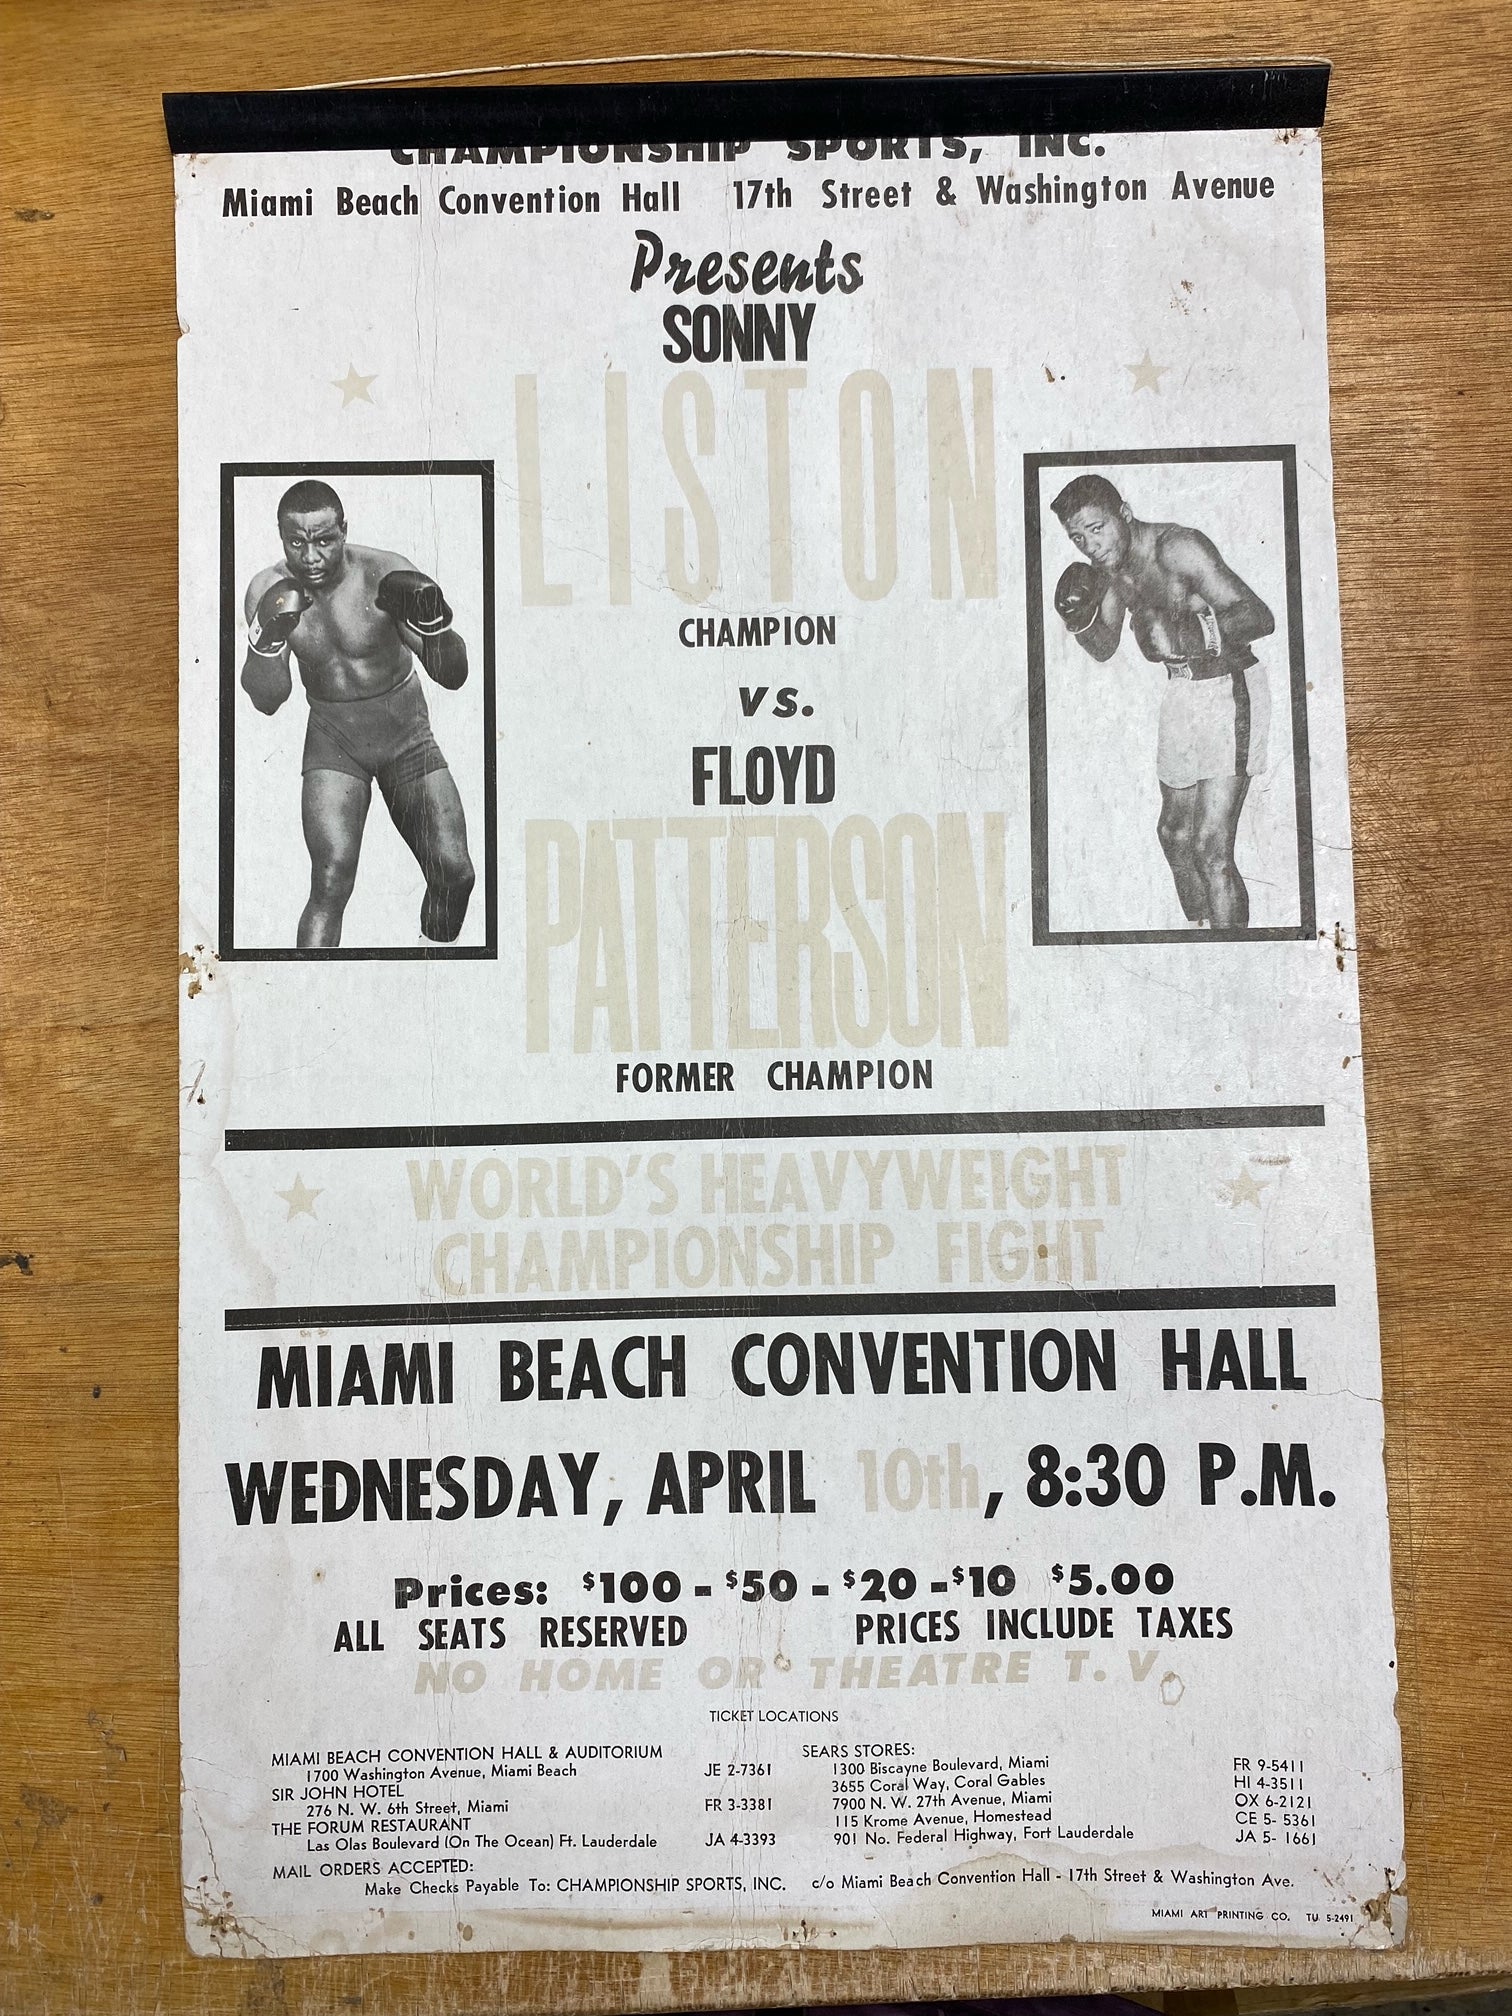 CHAMPIONSHIP SPORTS, INC.
Miami Beach Convention Hall 17th Street & Washington Avenue
Presents
SONNY
LISTON
CHAMPION
VS.
FLOYD
PATTERSON
FORMER CHAMPION
WORLD'S HEAVYWEIGHT
CHAMPIONSHIP FIGHT
MIAMI BEACH CONVENTION HALL
WEDNESDAY, APRIL 10th, 8:30 P.M.
Prices: $100 - $50 - $20 - $10 $5.00
ALL SEATS RESERVED PRICES INCLUDE TAXES
NO HOME OR THEATRE T. V.
TICKET LOCATIONS
MIAMI BEACH CONVENTION HALL & AUDITORIUM
1700 Washington Avenue, Miami Beach JE 2-7361
SIR JOHN HOTEL
276 N. W. 6th Street, Miami FR 3-3381
THE FORUM RESTAURANT
Las Olas Boulevard (On The Ocean) Ft. Lauderdale JA 4-3393
SEARS STORES:
1300 Biscayne Boulevard, Miami FR 9-5411
3655 Coral Way, Coral Gables HI 4-3511
7900 N. W. 27th Avenue, Miami OX 6-2121
115 Krome Avenue, Homestead CE 5- 5361
901 No. Federal Highway, Fort Lauderdale JA 5- 1661
MAIL ORDERS ACCEPTED:
Make Checks Payable To: CHAMPIONSHIP SPORTS, INC. c/o Miami Beach Convention Hall - 17th Street & Washington Ave.
MIAMI ART PRINTING CO. TU 5-2491